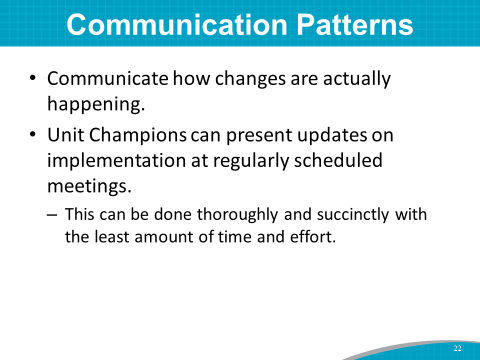 Communication Patterns
• Communicate how changes are actually
happening.
• Unit Champions can present updates on
implementation at regularly scheduled
meetings.
– This can be done thoroughly and succinctly with
the least amount of time and effort.
22